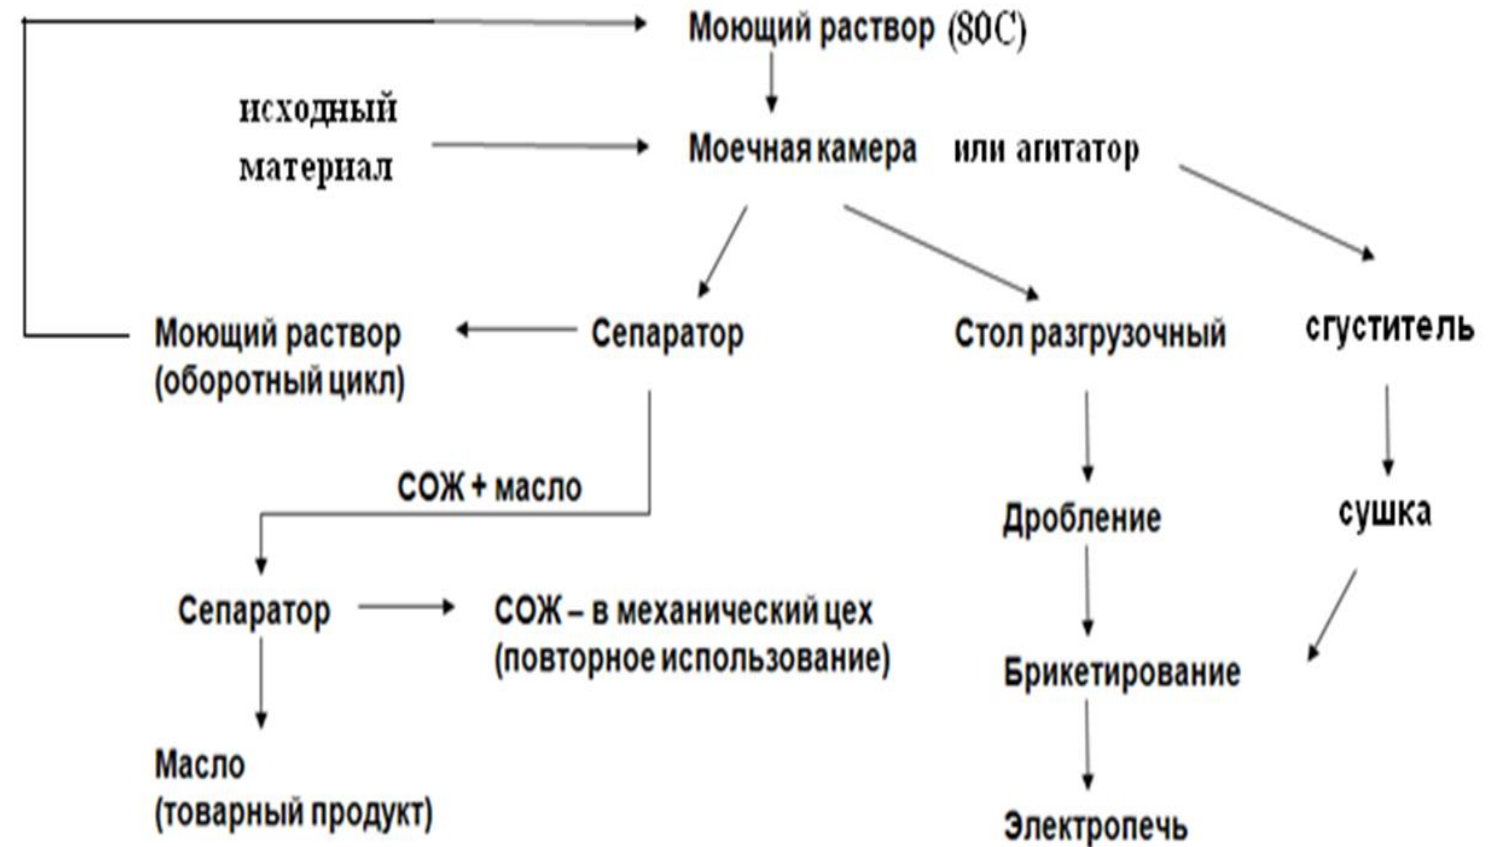 Моющий раствор (80С)
исходный
материал
Моечная камера или агитатор
Моющий раствор
(оборотный цикл)
Сепаратор
Стол разгрузочный
сгуститель
СОЖ + масло
Дробление
сушка
Сепаратор
СОЖ – в механический цех
(повторное использование)
Брикетирование
Масло
(товарный продукт)
Электропечь